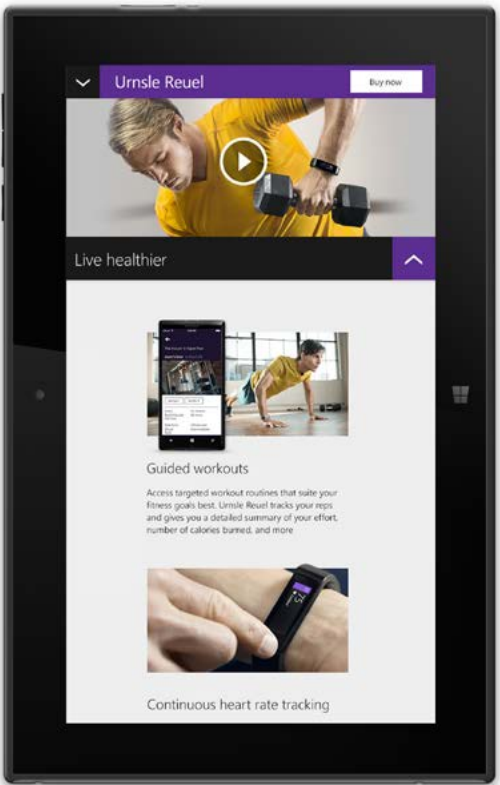 Urnsle Reuel
Buy now
Live healthier
Guided workouts
Access targeted workout routines that suite your
fitness goals best. Urnsle Reuel tracks your reps
and gives you a detailed summary of your effort,
number of calories burned, and more
75
Continuous heart rate tracking